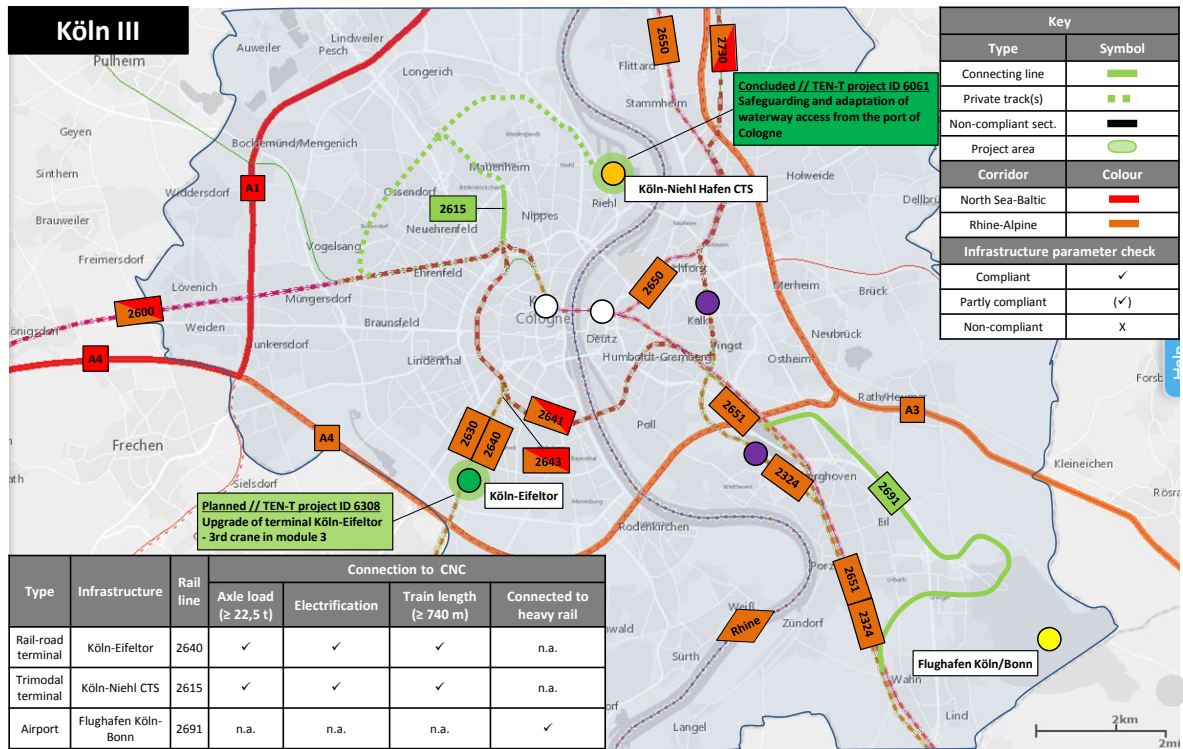 Köln III
Key
Type Symbol
Connecting line
Private track(s)
Non-compliant sect.
Project area
Corridor Colour
North Sea-Baltic
Rhine-Alpine
Infrastructure parameter check
Compliant ✓
Partly compliant (✓)
Non-compliant X
Concluded // TEN-T project ID 6061
Safeguarding and adaptation of
waterway access from the port of
Cologne
Köln-Niehl Hafen CTS
Planned // TEN-T project ID 6308
Upgrade of terminal Köln-Eifeltor
- 3rd crane in module 3
Köln-Eifeltor
Flughafen Köln/Bonn
2650
2730
A1
2615
2650
2600
A4
A4
A3
2641
2630
2640
2643
2651
2324
2691
2651
2324
Rhine
Pulheim
Auweiler
Lindweiler
Pesch
Longerich
Flittard
Stammheim
Geyen
Sinthern
Brauweiler
Freimersdorf
Bocklemünd/Mengenich
Widdersdorf
Ossendorf
Mauenheim
Weidenpesch
Niehl
Riehl
Nippes
Neuehrenfeld
Vogelsang
Ehrenfeld
Lövenich
Müngersdorf
Weiden
Junkersdorf
Braunsfeld
Lindenthal
Cologne
Deutz
Humboldt-Gremberg
Kalk
Holweide
Merheim
Brück
Neubrück
Ostheim
Rath/Heumar
Frechen
Sielsdorf
Poll
Rodenkirchen
Eil
Urbach
Zündorf
Weiß
Sürth
Langel
Wahn
Lind
Kleineichen
2km
2mi
Type Infrastructure Rail line Connection to CNC
Axle load (≥ 22,5 t) Electrification Train length (≥ 740 m) Connected to heavy rail
Rail-road terminal Köln-Eifeltor 2640 ✓ ✓ ✓ n.a.
Trimodal terminal Köln-Niehl CTS 2615 ✓ ✓ ✓ n.a.
Airport Flughafen Köln-Bonn 2691 n.a. n.a. n.a. ✓